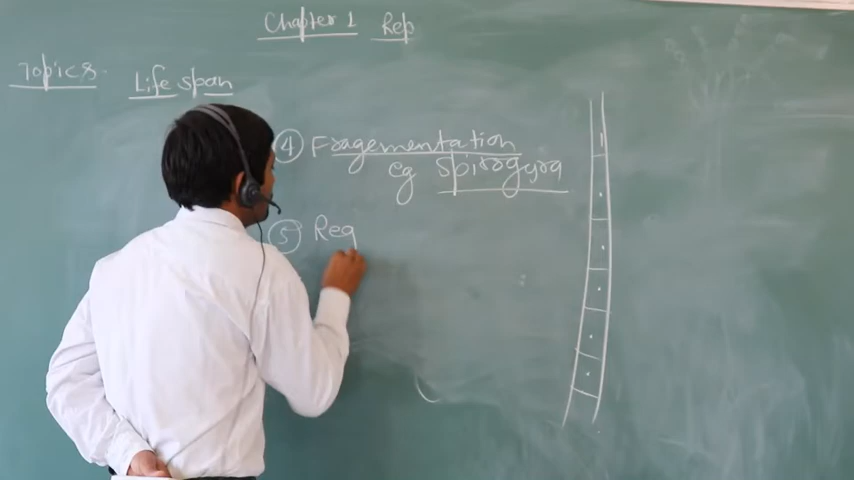 Chapter 1 Rep
Topics
Life span
4 Fragementation
eg spirogyra
5 Reg